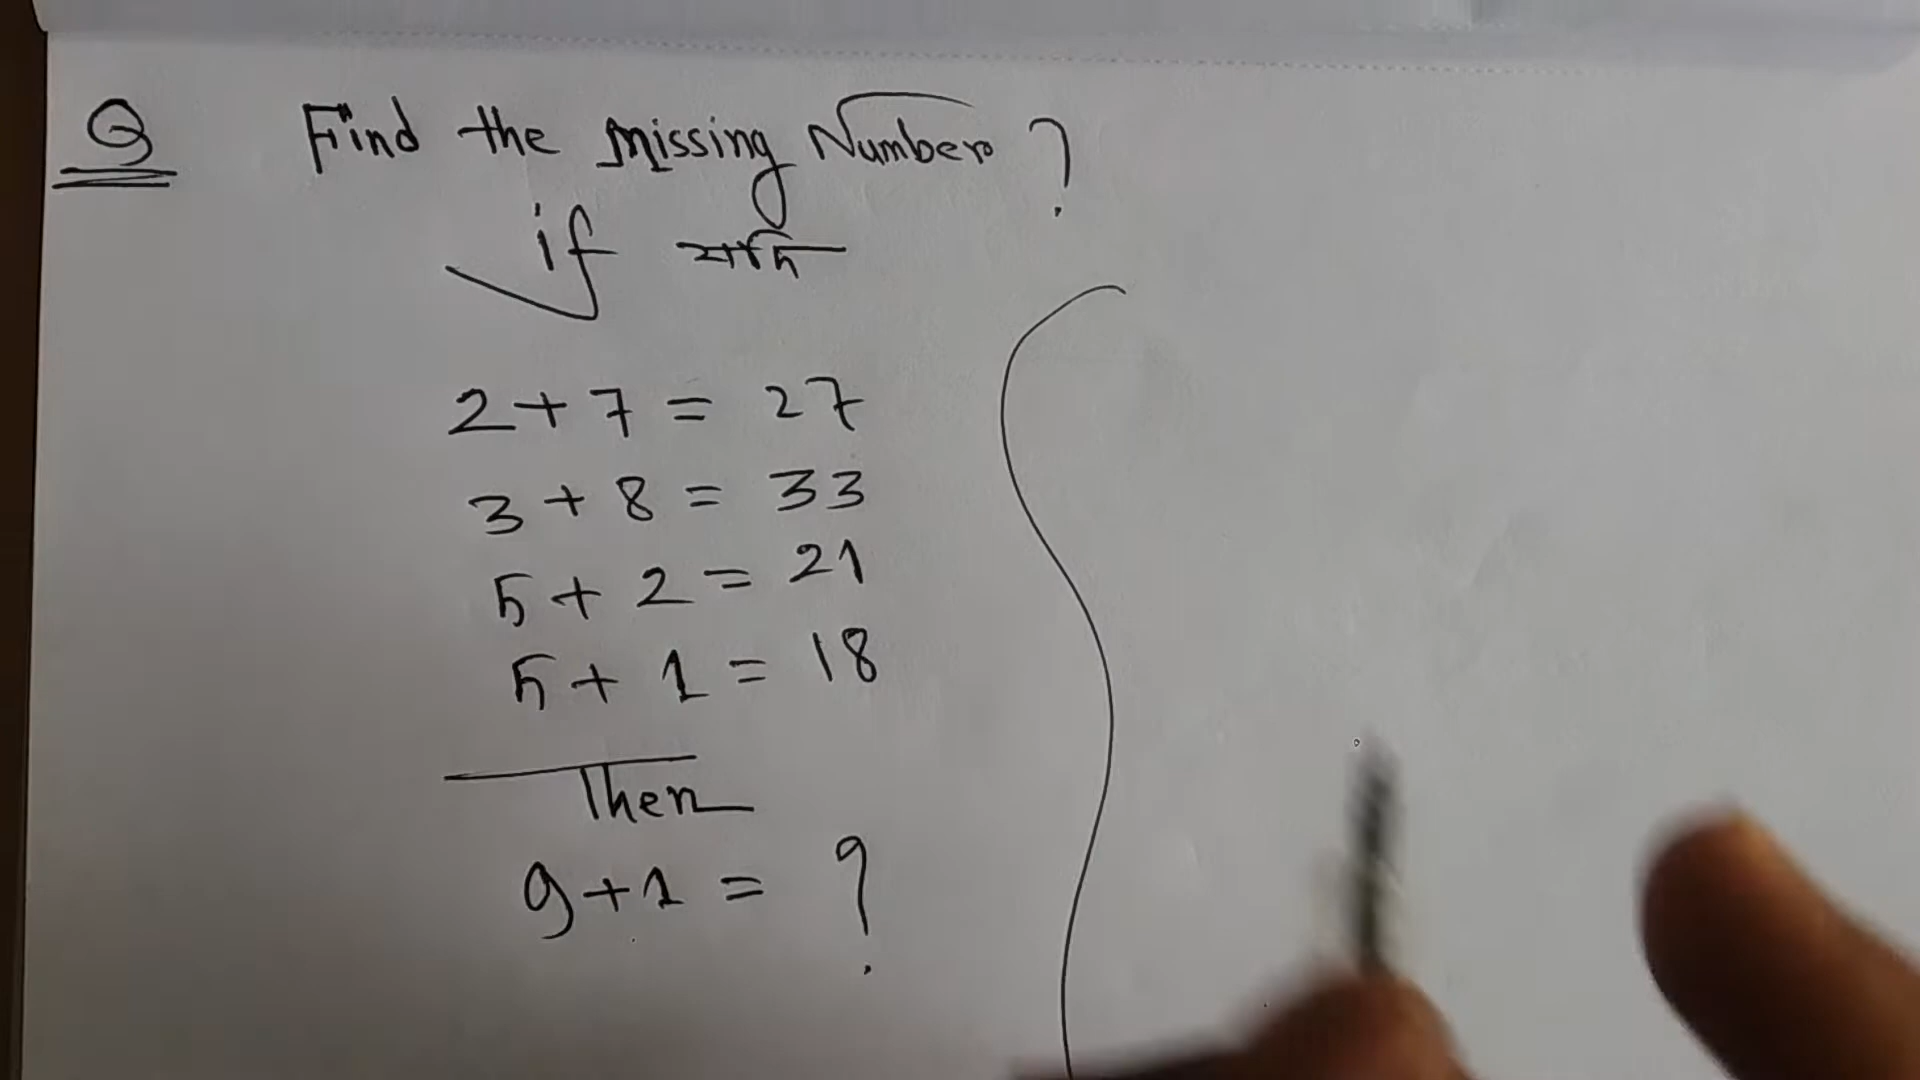 Q Find the missing Number ?
if यदि
2 + 7 = 27
3 + 8 = 33
5 + 2 = 21
5 + 1 = 18
Then
9 + 1 = ?